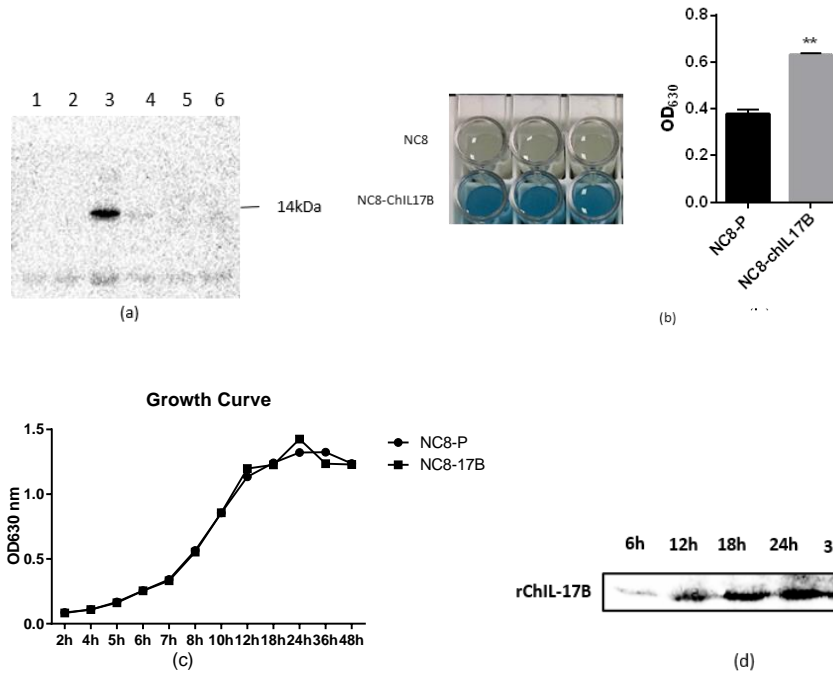 1 2 3 4 5 6
14kDa
(a)
NC8
NC8-ChIL17B
0.8
0.6
0.4
0.2
0.0
OD630
**
NC8-P
NC8-chIL17B
(b)
Growth Curve
1.5
1.0
0.5
0.0
OD630 nm
2h 4h 5h 6h 7h 8h 10h 12h 18h 24h 36h 48h
NC8-P
NC8-17B
(c)
6h 12h 18h 24h 3
rChIL-17B
(d)